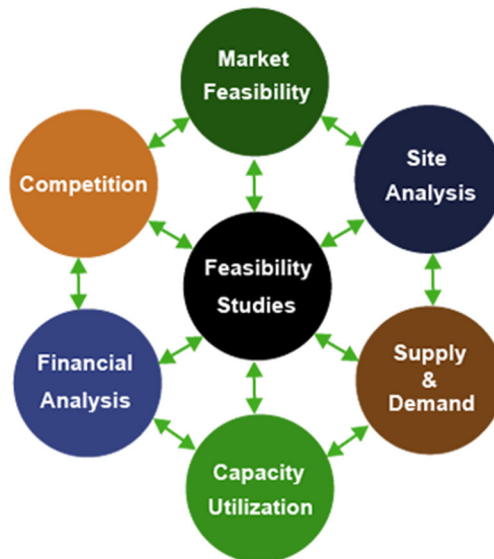 Market
Feasibility
Competition
Site
Analysis
Feasibility
Studies
Financial
Analysis
Supply
&
Demand
Capacity
Utilization